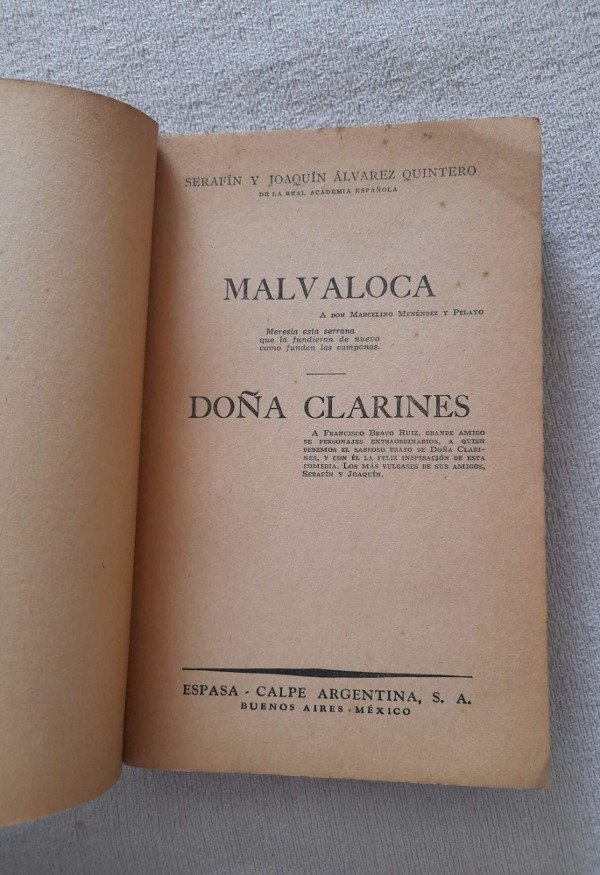 SERAFÍN Y JOAQUÍN ÁLVAREZ QUINTERO
DE LA REAL ACADEMIA ESPAÑOLA
MALVALOCA
A DON MARCELINO MENÉNDEZ Y PELAYO
Meresía esta serrana
que la fundieran de nuevo
como funden las campanas.
DOÑA CLARINES
A FRANCISCO BRAVO RUIZ, GRANDE AMIGO
DE PERSONAJES EXTRAORDINARIOS, A QUIEN
DEBEMOS EL SABROSO TRATO DE DOÑA CLARI-
NES, Y CON ÉL LA FELIZ INSPIRACIÓN DE ESTA
COMEDIA. LOS MÁS VULGARES DE SUS AMIGOS,
SERAFÍN Y JOAQUÍN.
ESPASA - CALPE ARGENTINA, S. A.
BUENOS AIRES - MÉXICO